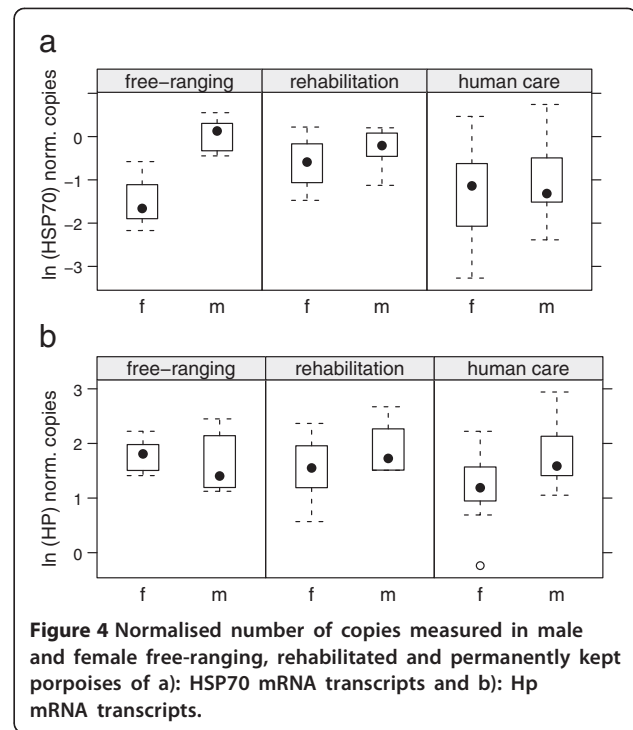 a
free-ranging rehabilitation human care
ln (HSP70) norm. copies
0
−1
−2
−3
f m f m f m
b
free-ranging rehabilitation human care
ln (HP) norm. copies
3
2
1
0
f m f m f m
Figure 4 Normalised number of copies measured in male
and female free-ranging, rehabilitated and permanently kept
porpoises of a): HSP70 mRNA transcripts and b): Hp
mRNA transcripts.